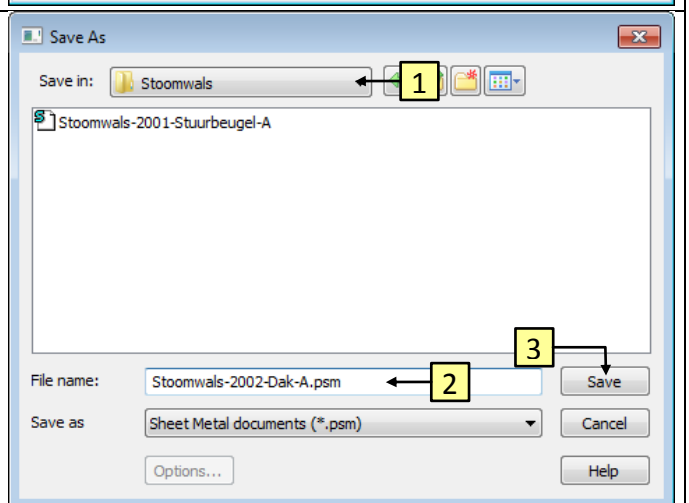 Save As
Save in: Stoomwals 1
Stoomwals-2001-Stuurbeugel-A
3
File name: Stoomwals-2002-Dak-A.psm 2 Save
Save as Sheet Metal documents (*.psm) Cancel
Options... Help